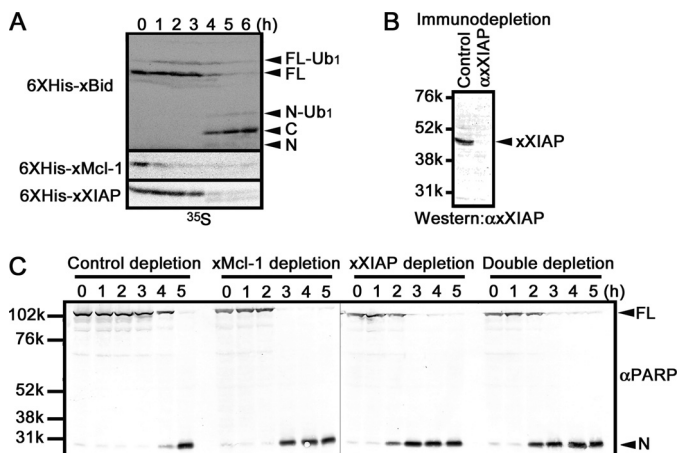 A
0 1 2 3 4 5 6 (h)
6XHis-xBid
FL-Ub1
FL
N-Ub1
C
N
6XHis-xMcl-1
6XHis-xXIAP
35S
B
Immunodepletion
Control
αxXIAP
76k
52k
38k
31k
xXIAP
Western:αxXIAP
C
Control depletion xMcl-1 depletion xXIAP depletion Double depletion
0 1 2 3 4 5 0 1 2 3 4 5 0 1 2 3 4 5 0 1 2 3 4 5 (h)
102k
76k
52k
38k
31k
FL
αPARP
N